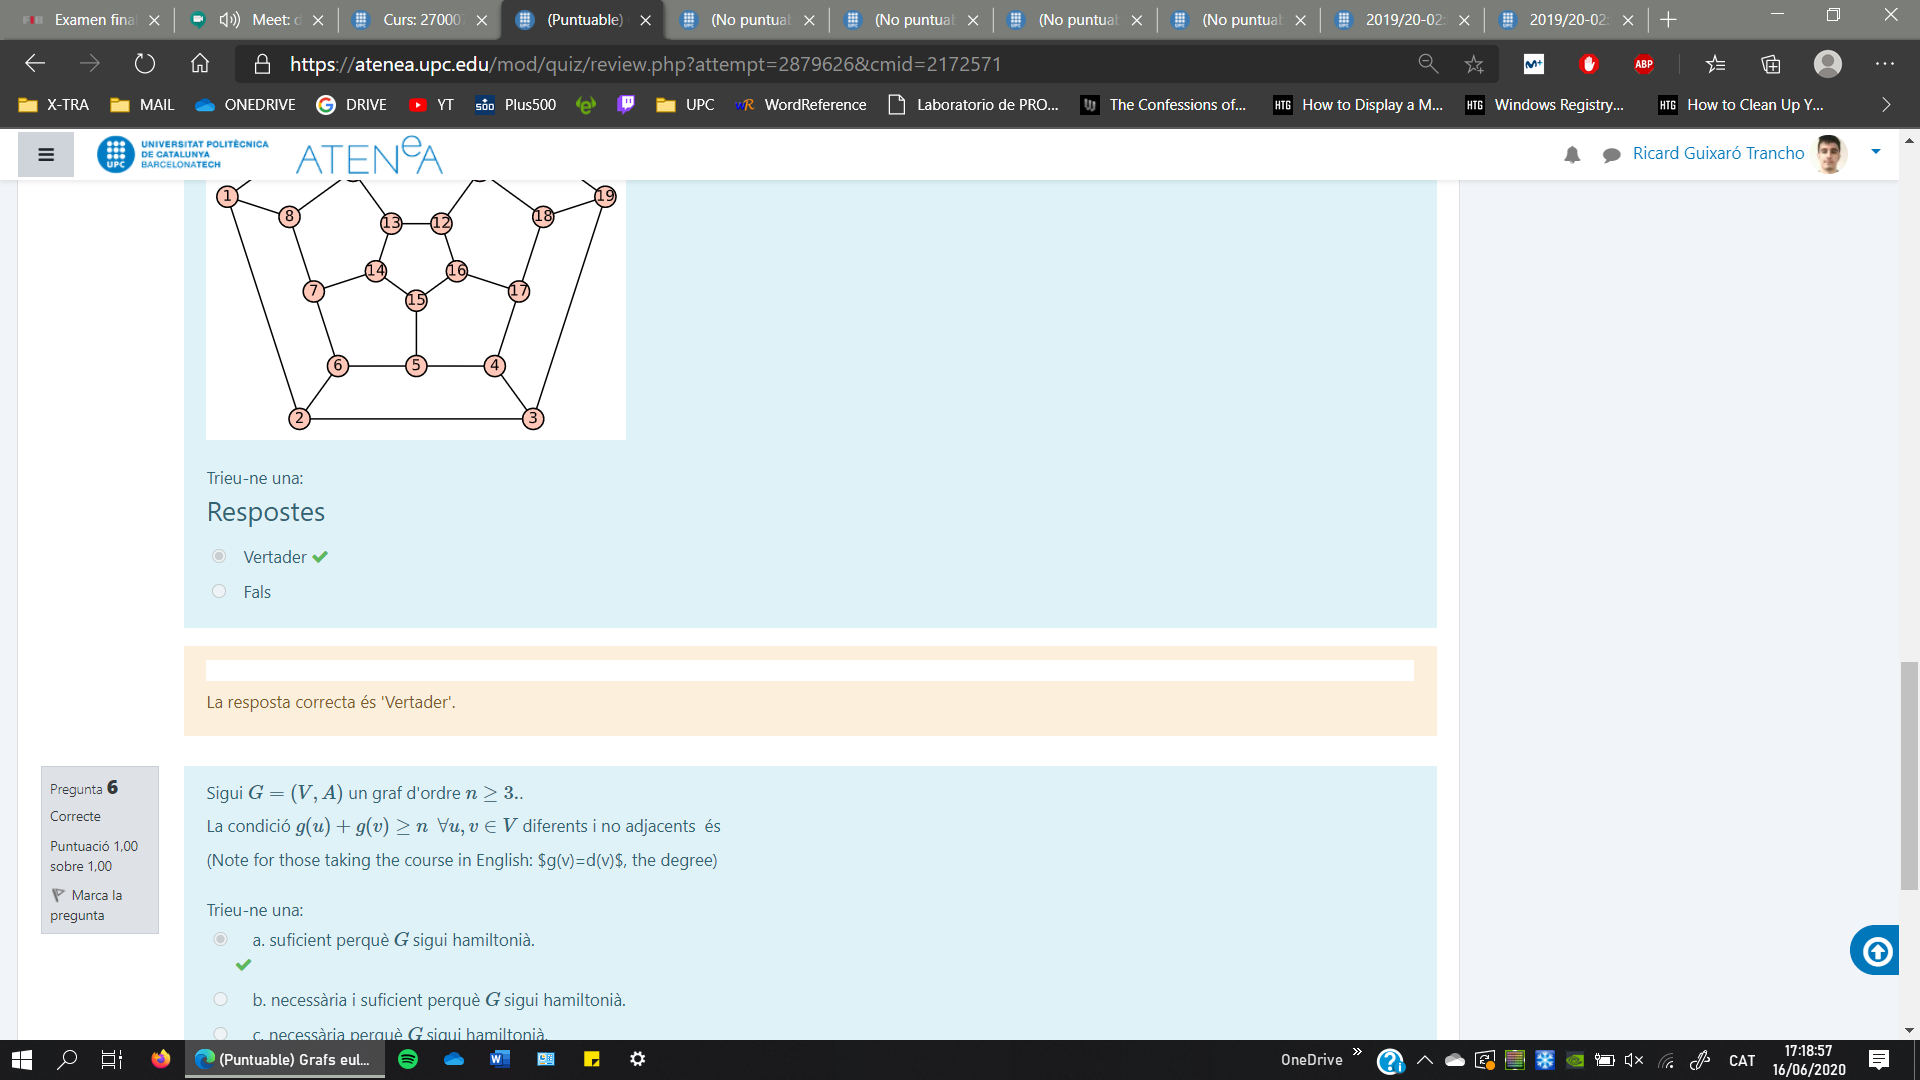 Examen fina
Meet: c
Curs: 27000
(Puntuable)
(No puntual
(No puntual
(No puntual
(No puntual
2019/20-02
2019/20-02
https://atenea.upc.edu/mod/quiz/review.php?attempt=2879626&cmid=2172571
ABP
X-TRA
MAIL
ONEDRIVE
DRIVE
YT
Plus500
UPC
WordReference
Laboratorio de PRO...
The Confessions of...
HTG How to Display a M...
HTG Windows Registry...
HTG How to Clean Up Y...
UPC
UNIVERSITAT POLITÈCNICA
DE CATALUNYA
BARCELONATECH
ATENeA
Ricard Guixaró Trancho
1
19
8
13
12
18
14
16
7
15
17
6
5
4
2
3
Trieu-ne una:
Respostes
Vertader
Fals
La resposta correcta és 'Vertader'.
Pregunta 6
Correcte
Puntuació 1,00
sobre 1,00
Marca la
pregunta
Sigui G = (V, A) un graf d'ordre n ≥ 3..
La condició g(u) + g(v) ≥ n ∀u, v ∈ V diferents i no adjacents és
(Note for those taking the course in English: $g(v)=d(v)$, the degree)
Trieu-ne una:
a. suficient perquè G sigui hamiltonià.
b. necessària i suficient perquè G sigui hamiltonià.
c. necessària perquè G sigui hamiltonià.
(Puntuable) Grafs eul...
OneDrive
CAT
17:18:57
16/06/2020